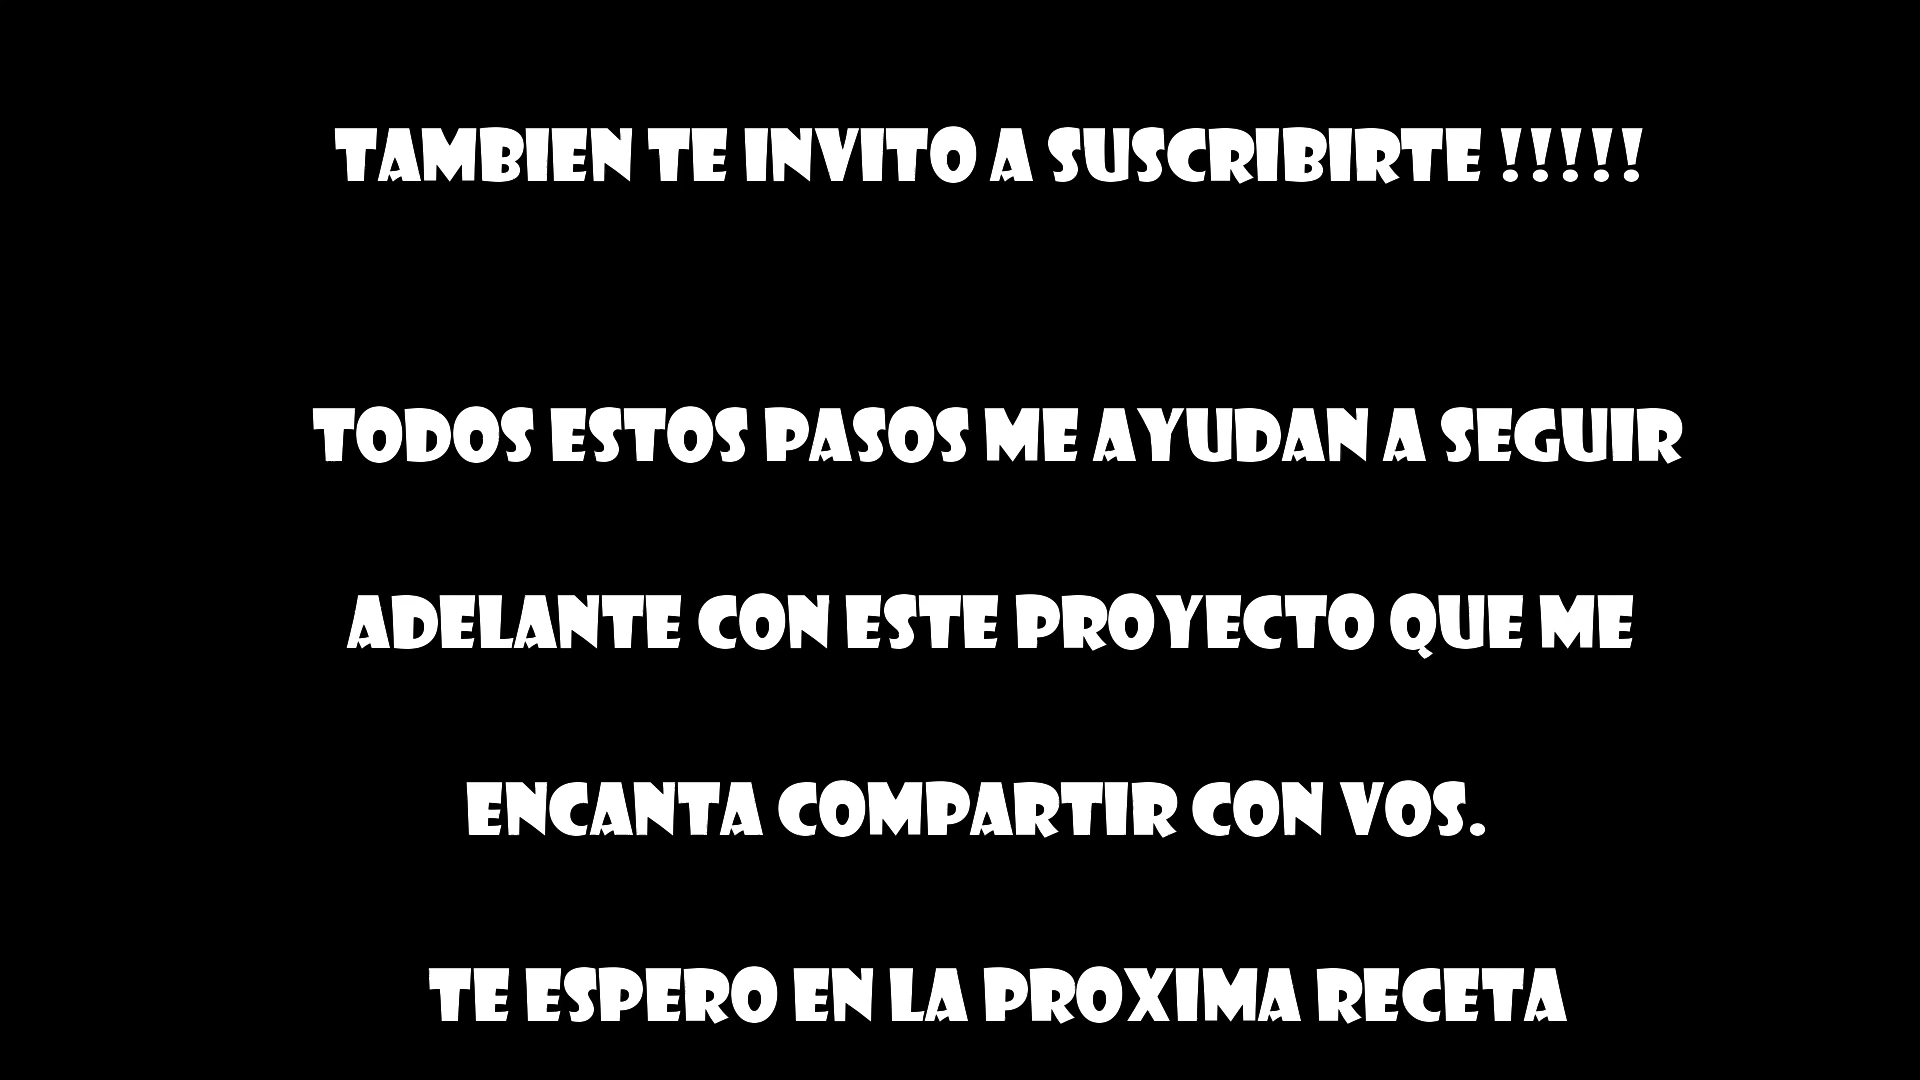 TAMBIEN TE INVITO A SUSCRIBIRTE !!!!!
TODOS ESTOS PASOS ME AYUDAN A SEGUIR
ADELANTE CON ESTE PROYECTO QUE ME
ENCANTA COMPARTIR CON VOS.
TE ESPERO EN LA PROXIMA RECETA